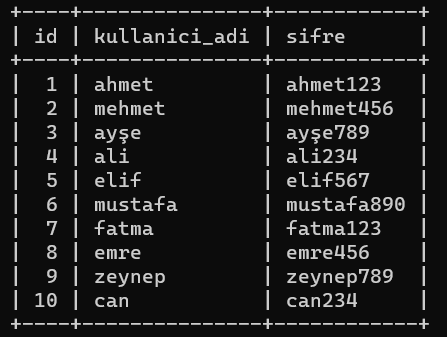 +----+---------------+------------+
| id | kullanici_adi | sifre      |
+----+---------------+------------+
|  1 | ahmet         | ahmet123   |
|  2 | mehmet        | mehmet456  |
|  3 | ayşe          | ayşe789    |
|  4 | ali           | ali234     |
|  5 | elif          | elif567    |
|  6 | mustafa       | mustafa890 |
|  7 | fatma         | fatma123   |
|  8 | emre          | emre456    |
|  9 | zeynep        | zeynep789  |
| 10 | can           | can234     |
+----+---------------+------------+